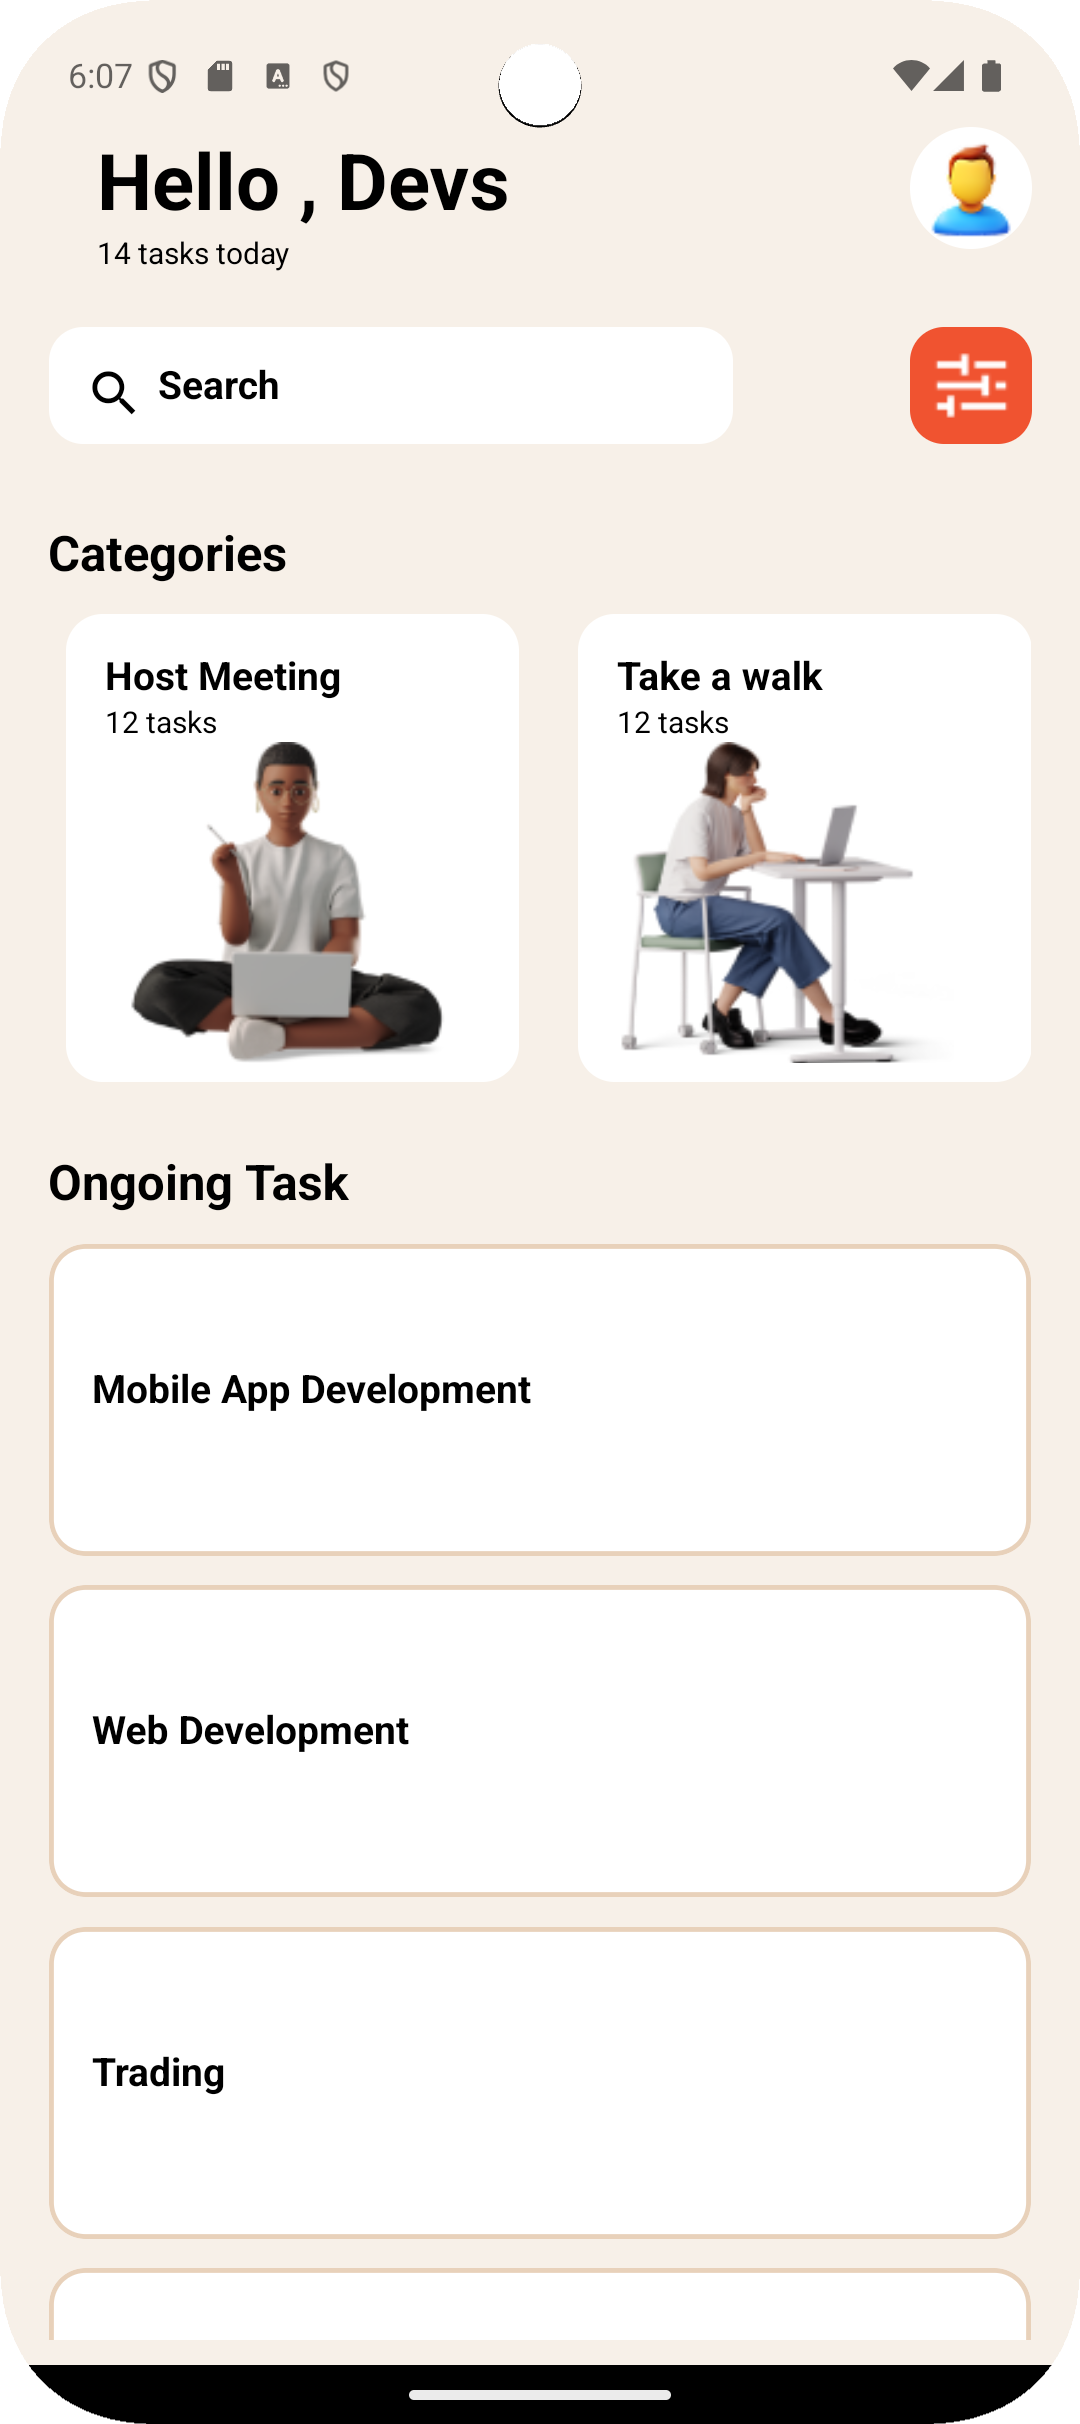 6:07
Hello , Devs
14 tasks today
Search
Categories
Host Meeting
12 tasks
Take a walk
12 tasks
Ongoing Task
Mobile App Development
Web Development
Trading